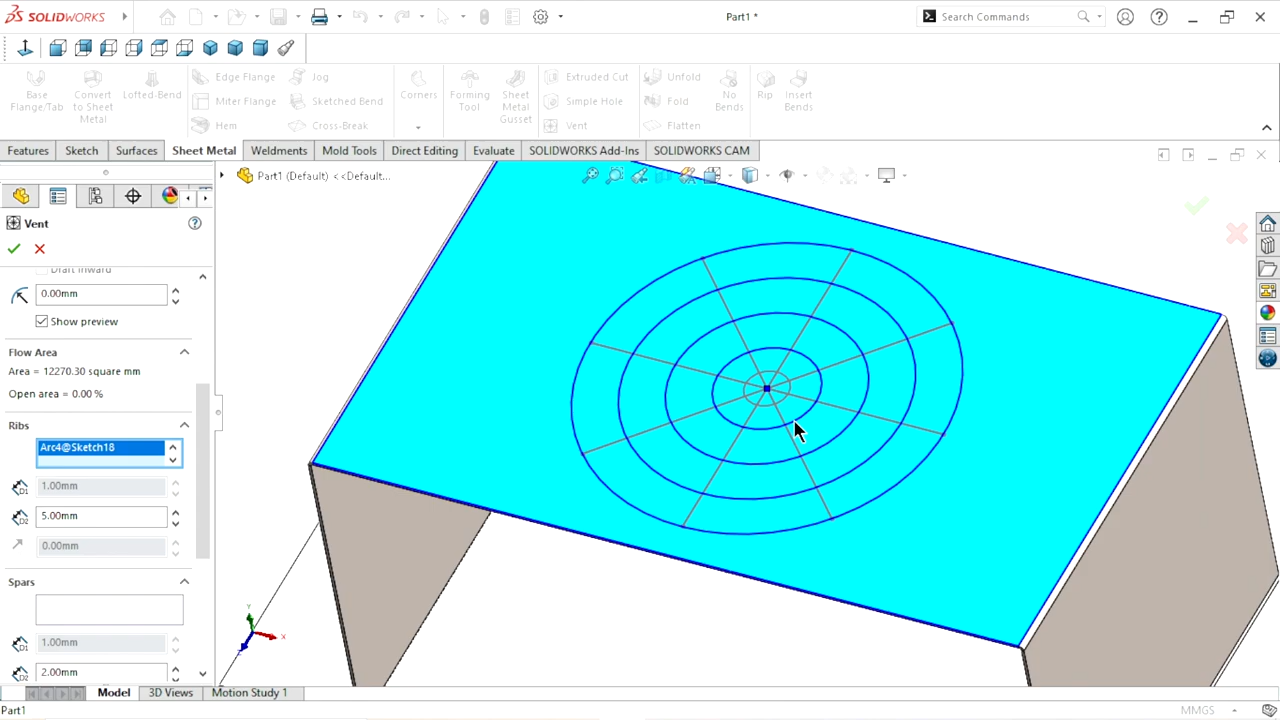 SOLIDWORKS
Part1 *
Search Commands
Base Flange/Tab
Convert to Sheet Metal
Lofted-Bend
Edge Flange
Miter Flange
Hem
Jog
Sketched Bend
Cross-Break
Corners
Forming Tool
Sheet Metal Gusset
Extruded Cut
Simple Hole
Vent
Unfold
Fold
Flatten
No Bends
Rip
Insert Bends
Features
Sketch
Surfaces
Sheet Metal
Weldments
Mold Tools
Direct Editing
Evaluate
SOLIDWORKS Add-Ins
SOLIDWORKS CAM
Part1 (Default) <<Default...
Vent
Draft inward
0.00mm
Show preview
Flow Area
Area = 12270.30 square mm
Open area = 0.00 %
Ribs
Arc4@Sketch18
1.00mm
5.00mm
0.00mm
Spars
1.00mm
2.00mm
Y
X
Z
Model
3D Views
Motion Study 1
Part1
MMGS